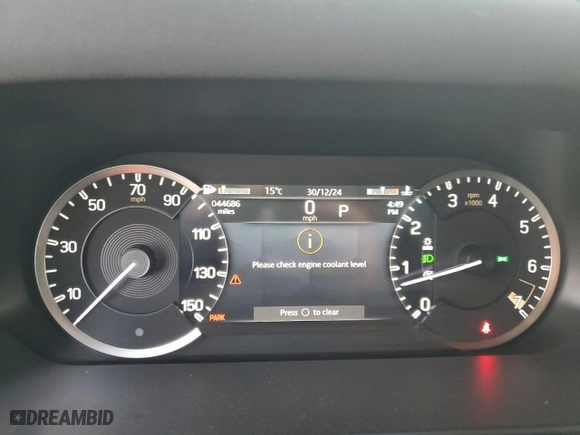 70
mph
50
90
30
110
10
130
150
15°C
30/12/24
044686
miles
0
mph
P
4:49
PM
Please check engine coolant level
Press to clear
PARK
rpm
x1000
3
4
2
5
1
6
0
DREAMBID